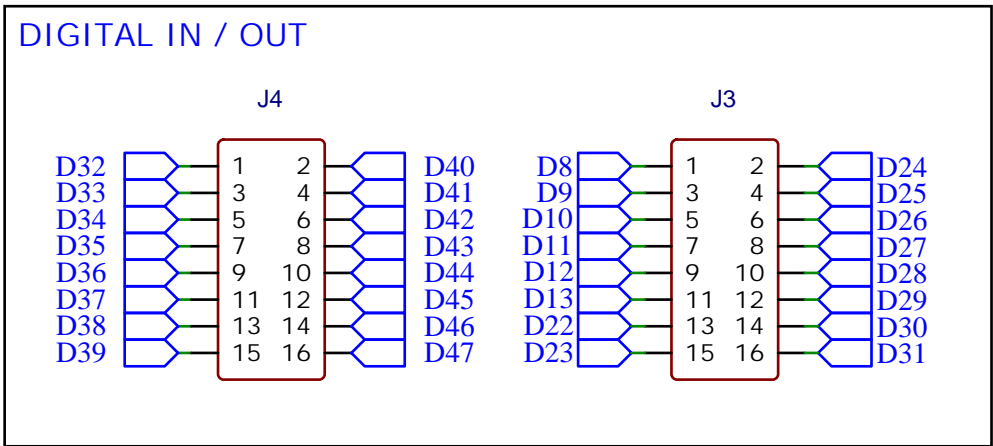 DIGITAL IN / OUT
J4 J3
D32 1 2 D40 D8 1 2 D24
D33 3 4 D41 D9 3 4 D25
D34 5 6 D42 D10 5 6 D26
D35 7 8 D43 D11 7 8 D27
D36 9 10 D44 D12 9 10 D28
D37 11 12 D45 D13 11 12 D29
D38 13 14 D46 D22 13 14 D30
D39 15 16 D47 D23 15 16 D31